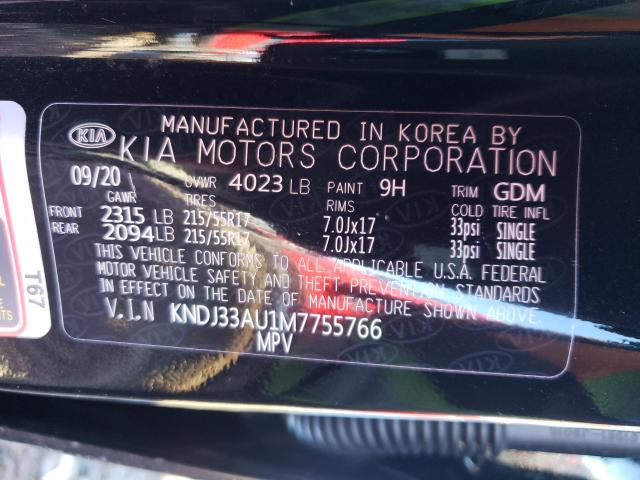 KIA MANUFACTURED IN KOREA BY
KIA MOTORS CORPORATION
09/20 GVWR 4023 LB PAINT 9H TRIM GDM
GAWR TIRES RIMS COLD TIRE INFL
FRONT 2315 LB 215/55R17 7.0Jx17 33psi SINGLE
REAR 2094LB 215/55R17 7.0Jx17 33psi SINGLE
THIS VEHICLE CONFORMS TO ALL APPLICABLE U.S.A. FEDERAL
MOTOR VEHICLE SAFETY AND THEFT PREVENTION STANDARDS
IN EFFECT ON THE DATE OF MANUFACTURE SHOWN ABOVE.
V.I.N KNDJ33AU1M7755766
MPV
T67